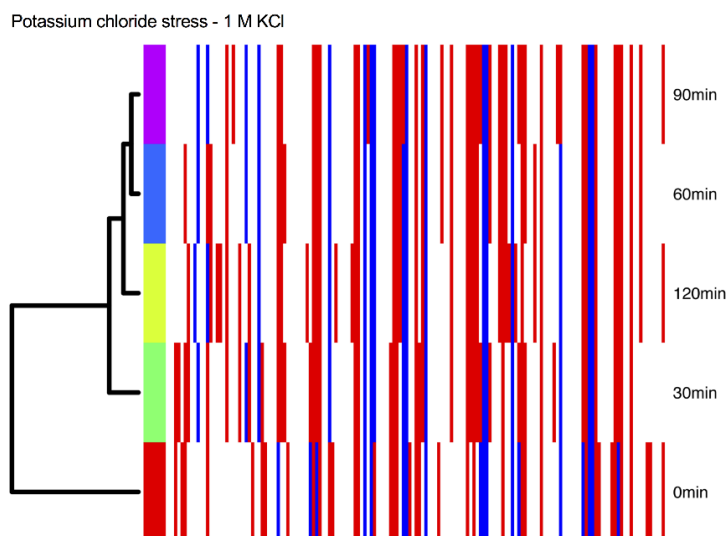 Potassium chloride stress - 1 M KCl
90min
60min
120min
30min
0min